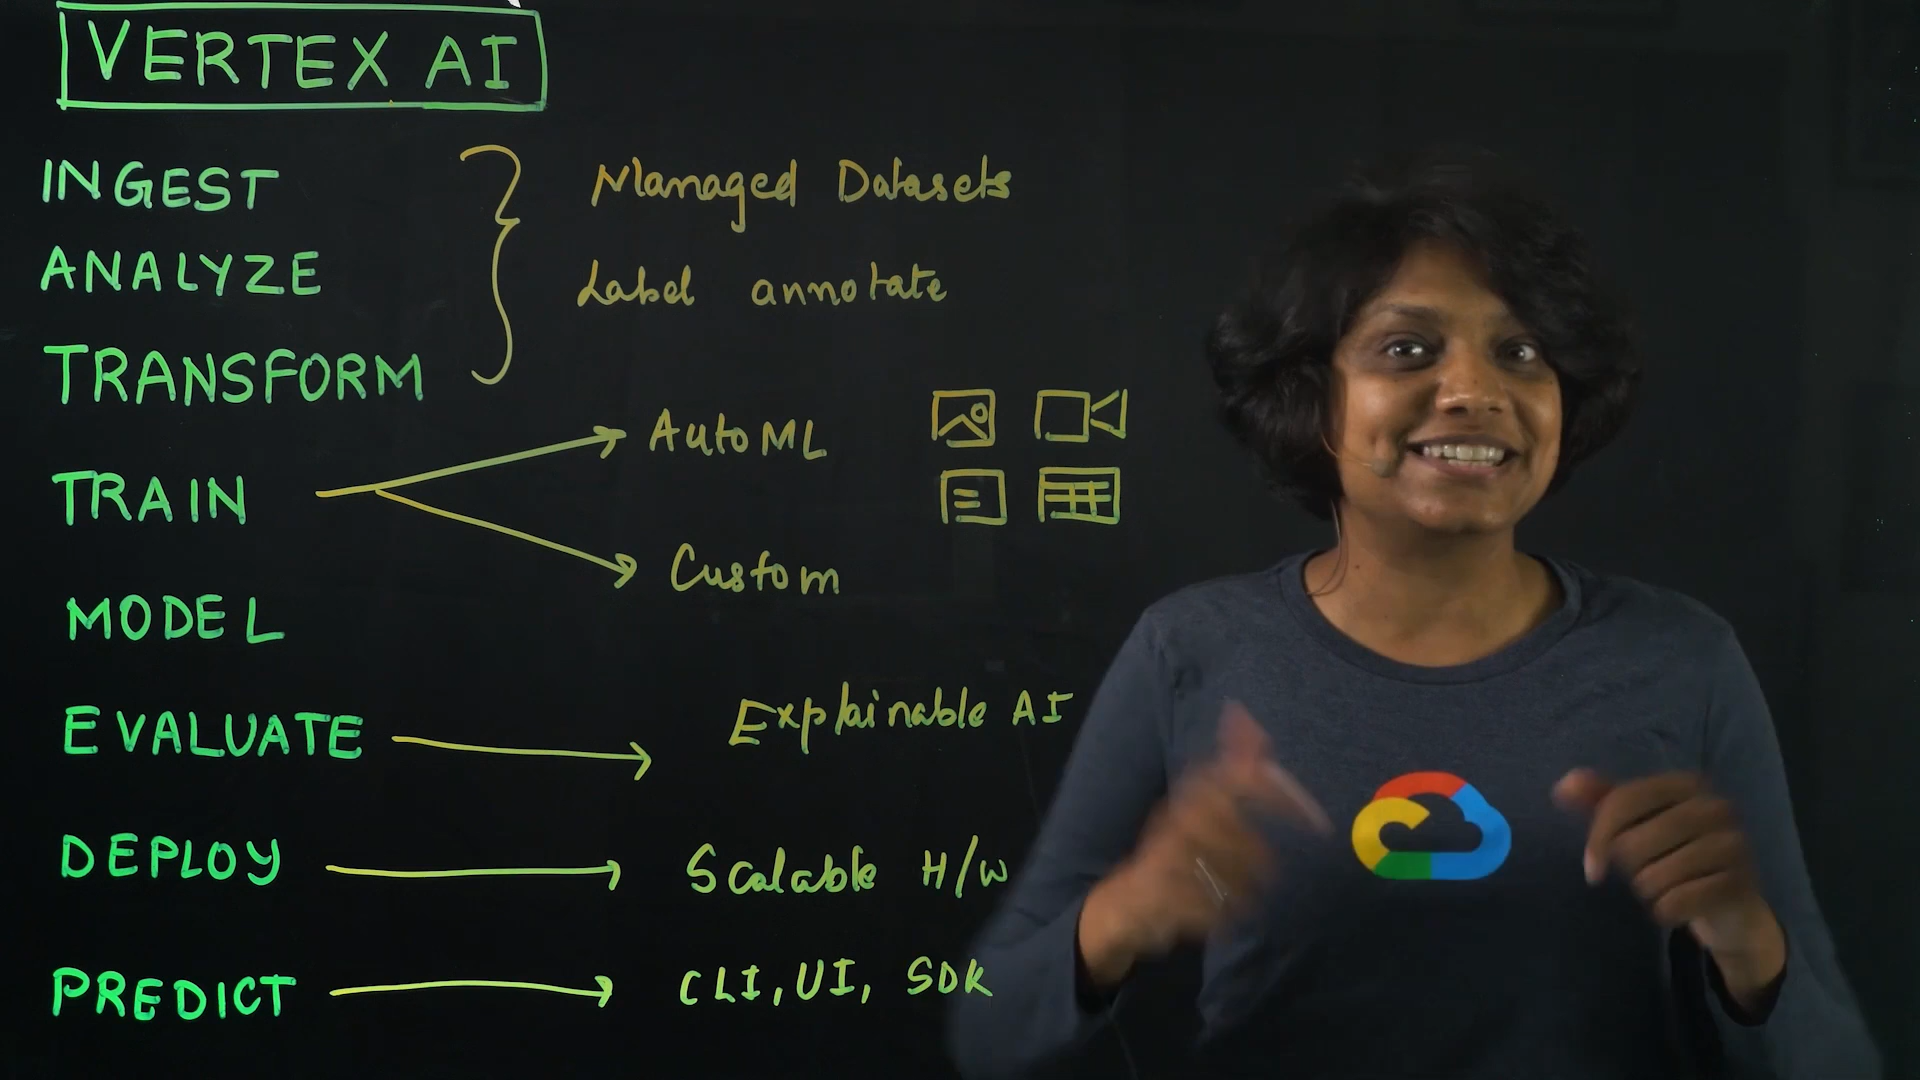 VERTEX AI
INGEST
ANALYZE
TRANSFORM
Managed Datasets
Label annotate
TRAIN
AutoML
Custom
MODEL
EVALUATE
Explainable AI
DEPLOY
Scalable H/W
PREDICT
CLI, UI, SDK